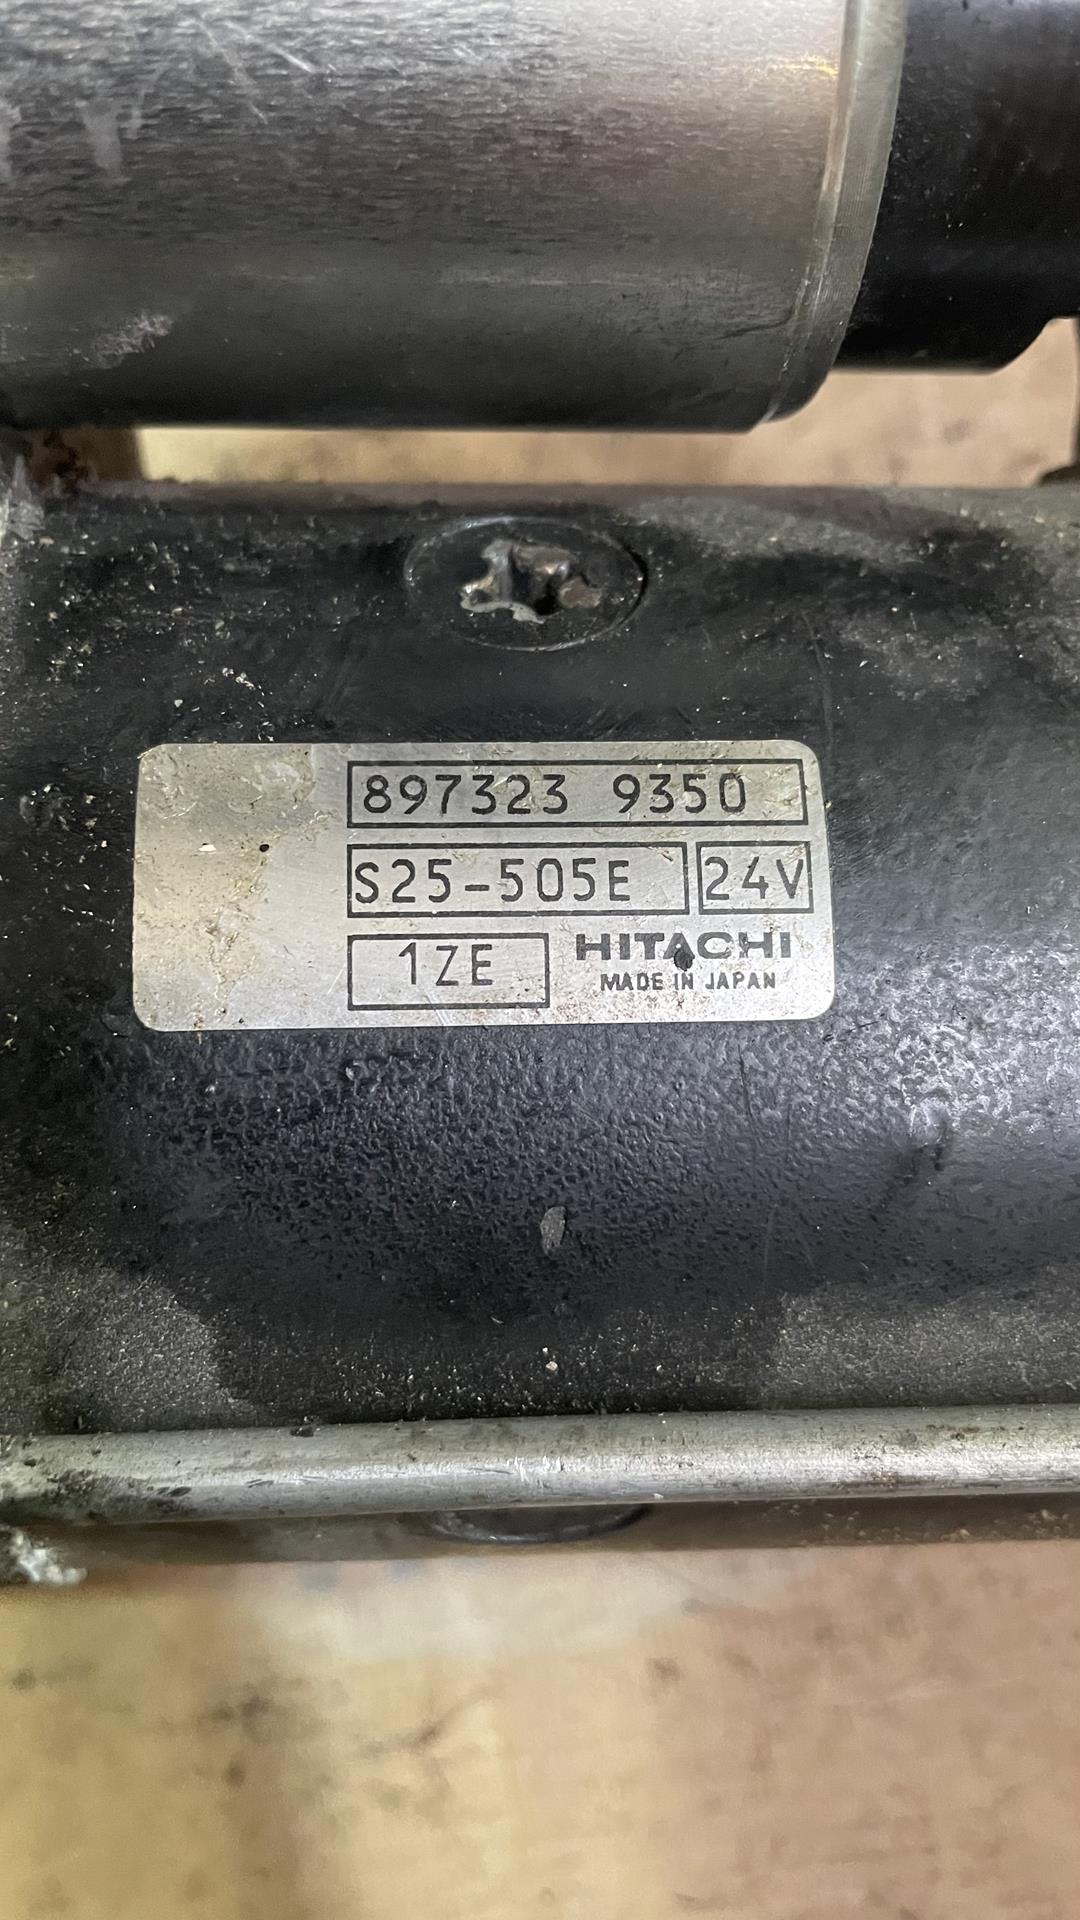 897323 9350
S25-505E 24V
1ZE HITACHI
MADE IN JAPAN